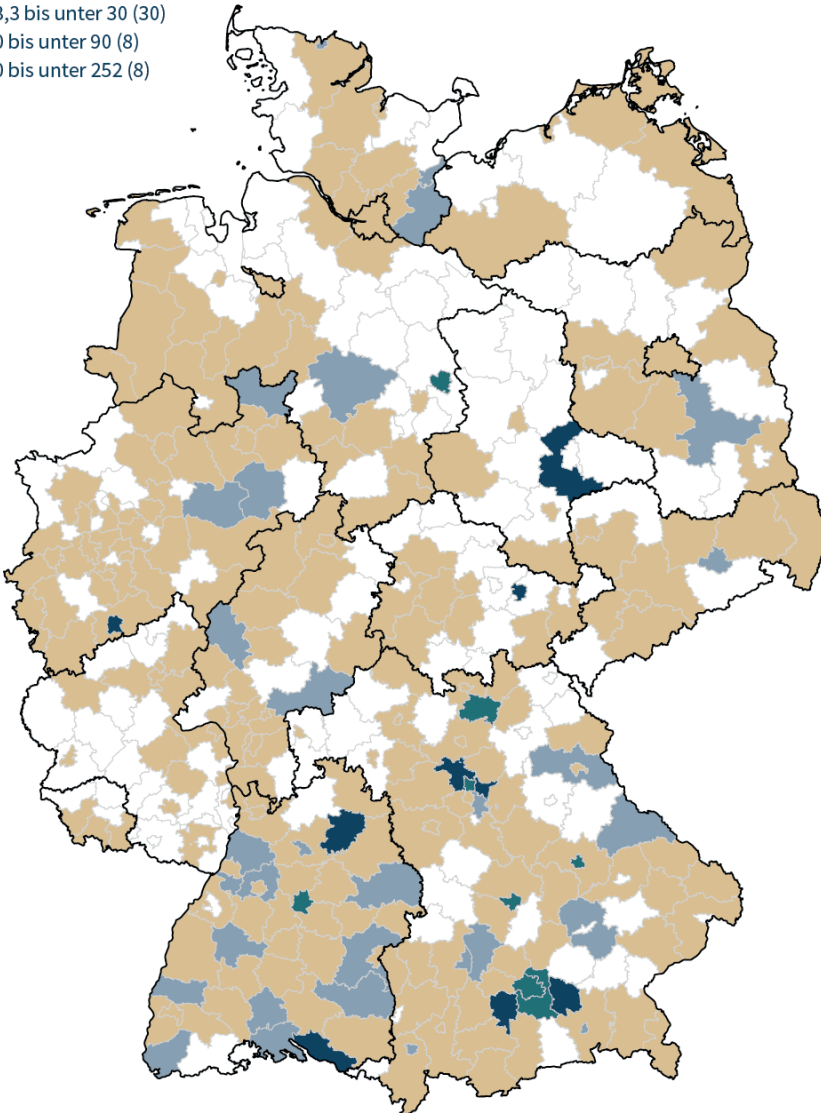 3,3 bis unter 30 (30)
0 bis unter 90 (8)
0 bis unter 252 (8)